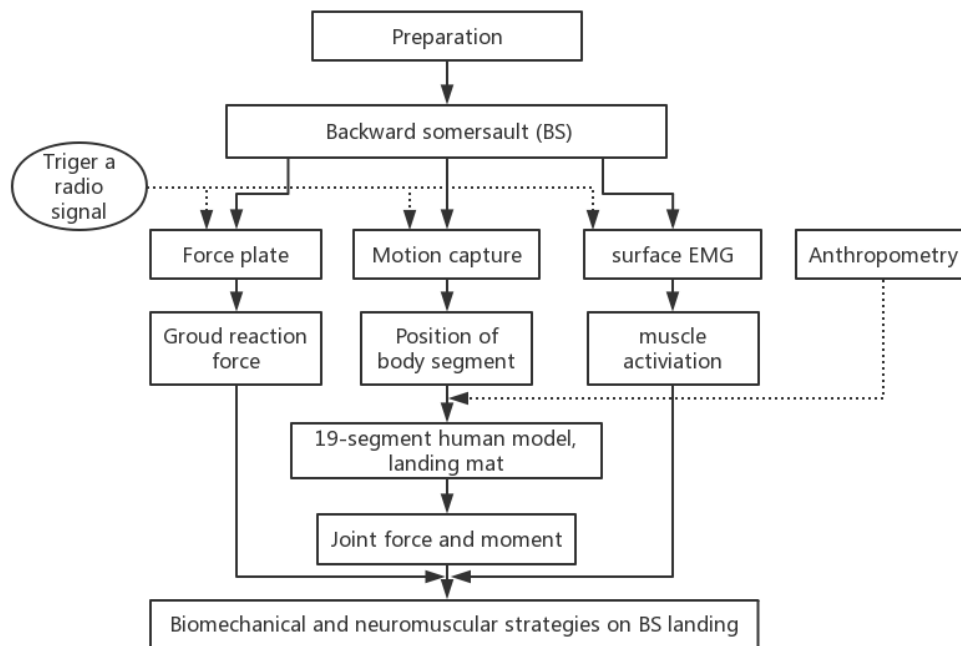 Preparation
Backward somersault (BS)
Triger a
radio
signal
Force plate
Motion capture
surface EMG
Anthropometry
Groud reaction
force
Position of
body segment
muscle
activiation
19-segment human model,
landing mat
Joint force and moment
Biomechanical and neuromuscular strategies on BS landing